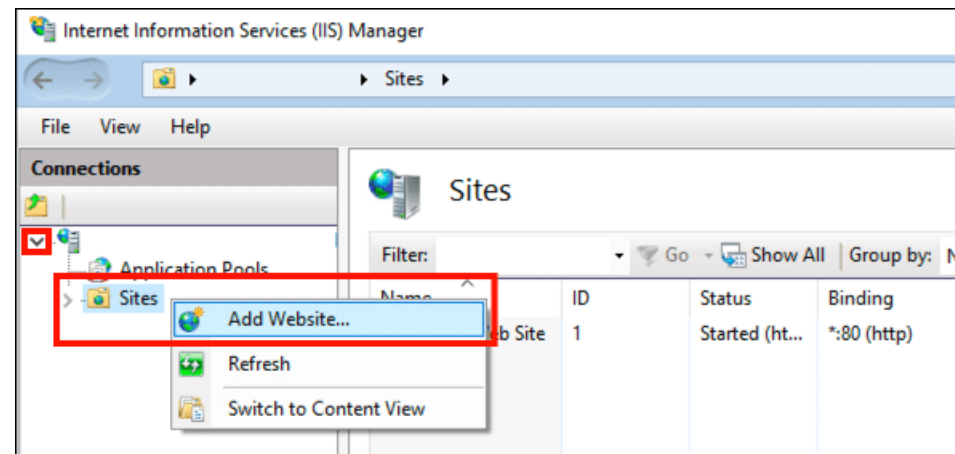 Internet Information Services (IIS) Manager
Sites
File View Help
Connections
Sites
Filter: Go Show All Group by:
Application Pools
Name ID Status Binding
Sites
Add Website...
eb Site 1 Started (ht... *:80 (http)
Refresh
Switch to Content View